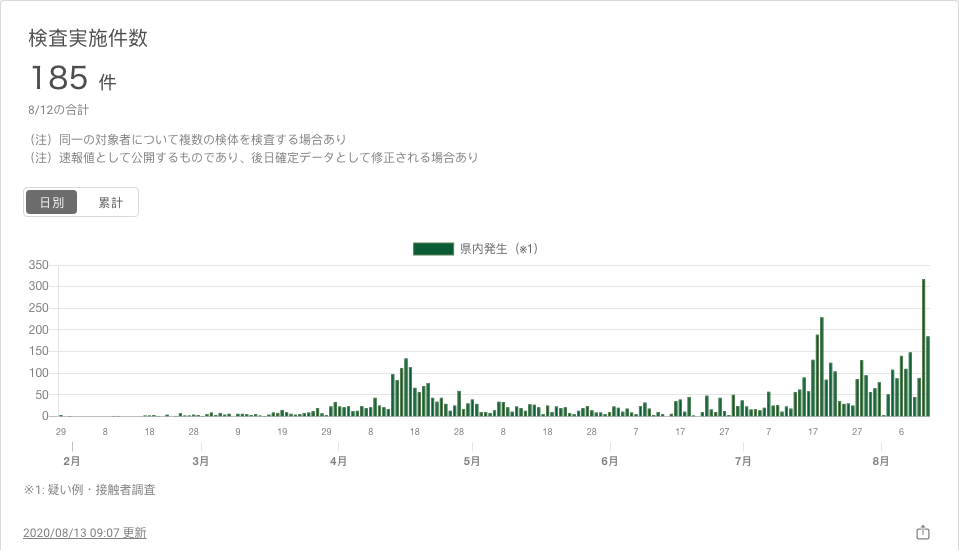 検査実施件数
185 件
8/12の合計
（注）同一の対象者について複数の検体を検査する場合あり
（注）速報値として公開するものであり、後日確定データとして修正される場合あり
日別 累計
県内発生（※1）
350
300
250
200
150
100
50
0
29 8 18 28 9 19 29 8 18 28 8 18 28 7 17 27 7 17 27 6
2月 3月 4月 5月 6月 7月 8月
※1: 疑い例・接触者調査
2020/08/13 09:07 更新